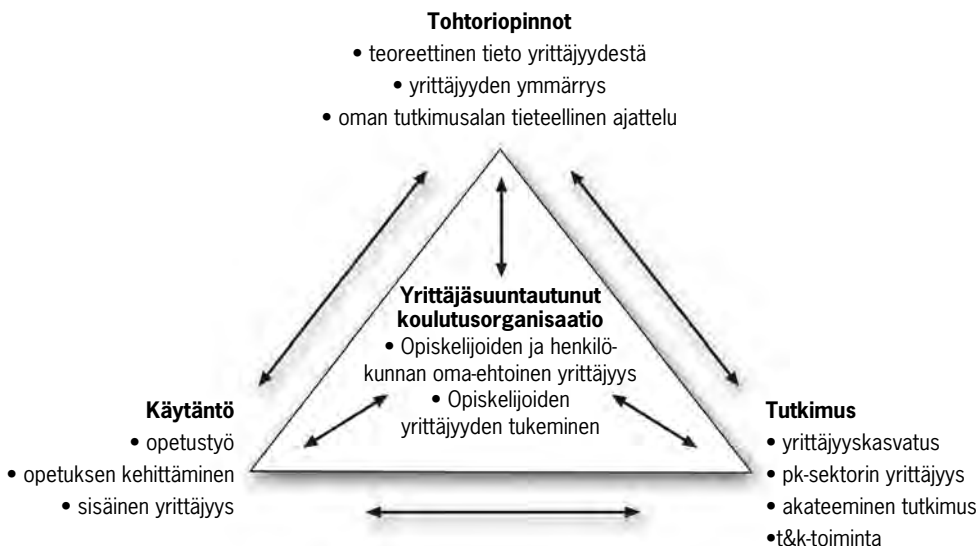 Tohtoriopinnot
• teoreettinen tieto yrittäjyydestä
• yrittäjyyden ymmärrys
• oman tutkimusalan tieteellinen ajattelu
Yrittäjäsuuntautunut
koulutusorganisaatio
• Opiskelijoiden ja henkilö-
kunnan oma-ehtoinen yrittäjyys
• Opiskelijoiden
yrittäjyyden tukeminen
Käytäntö
• opetustyö
• opetuksen kehittäminen
• sisäinen yrittäjyys
Tutkimus
• yrittäjyyskasvatus
• pk-sektorin yrittäjyys
• akateeminen tutkimus
•t&k-toiminta